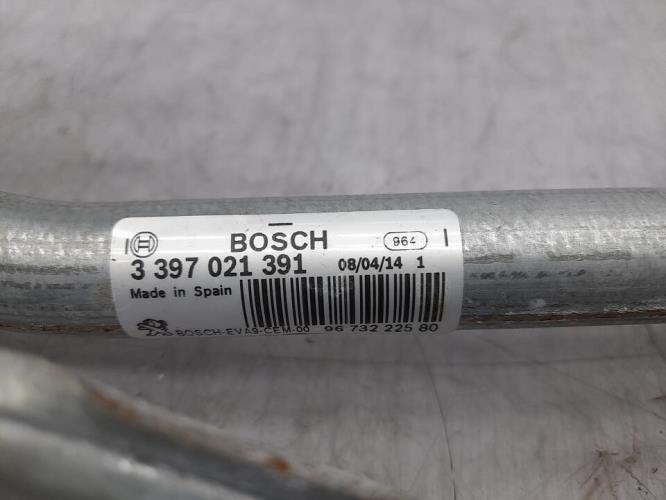 BOSCH 964
3 397 021 391 08/04/14 1
Made in Spain
BOSCH-EVA9-CEM-00 96 732 225 80